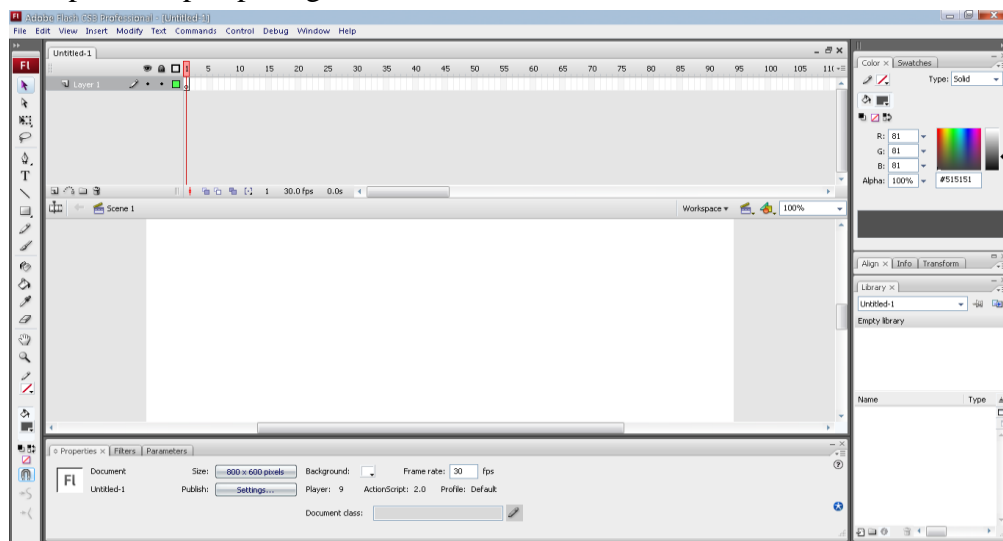 Adobe Flash CS3 Professional - [Untitled-1]
File Edit View Insert Modify Text Commands Control Debug Window Help
Untitled-1
Fl
1 5 10 15 20 25 30 35 40 45 50 55 60 65 70 75 80 85 90 95 100 105 11
Layer 1
1 30.0 fps 0.0s
Scene 1
Workspace 100%
Color Swatches
Type: Solid
R: 81
G: 81
B: 81
Alpha: 100% #515151
Align Info Transform
Library
Untitled-1
Empty library
Name Type
Properties Filters Parameters
Fl
Document Size: 800 x 600 pixels Background: Frame rate: 30 fps
Untitled-1 Publish: Settings... Player: 9 ActionScript: 2.0 Profile: Default
Document class: